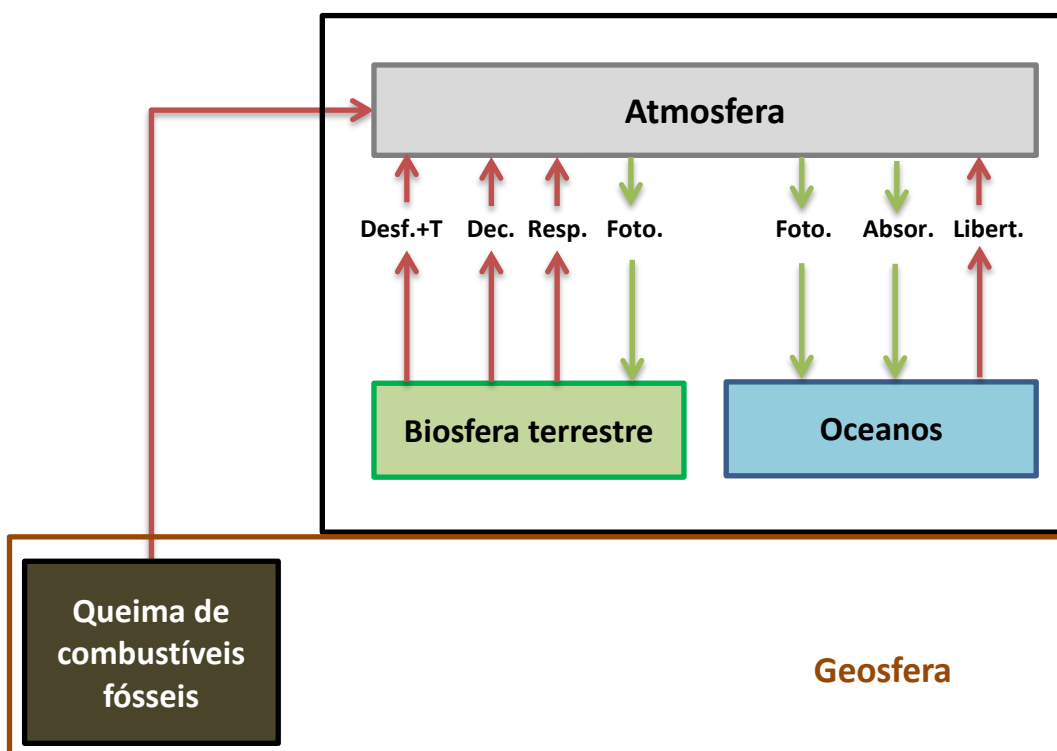 Atmosfera
Desf.+T Dec. Resp. Foto. Foto. Absor. Libert.
Biosfera terrestre
Oceanos
Queima de
combustíveis
fósseis
Geosfera